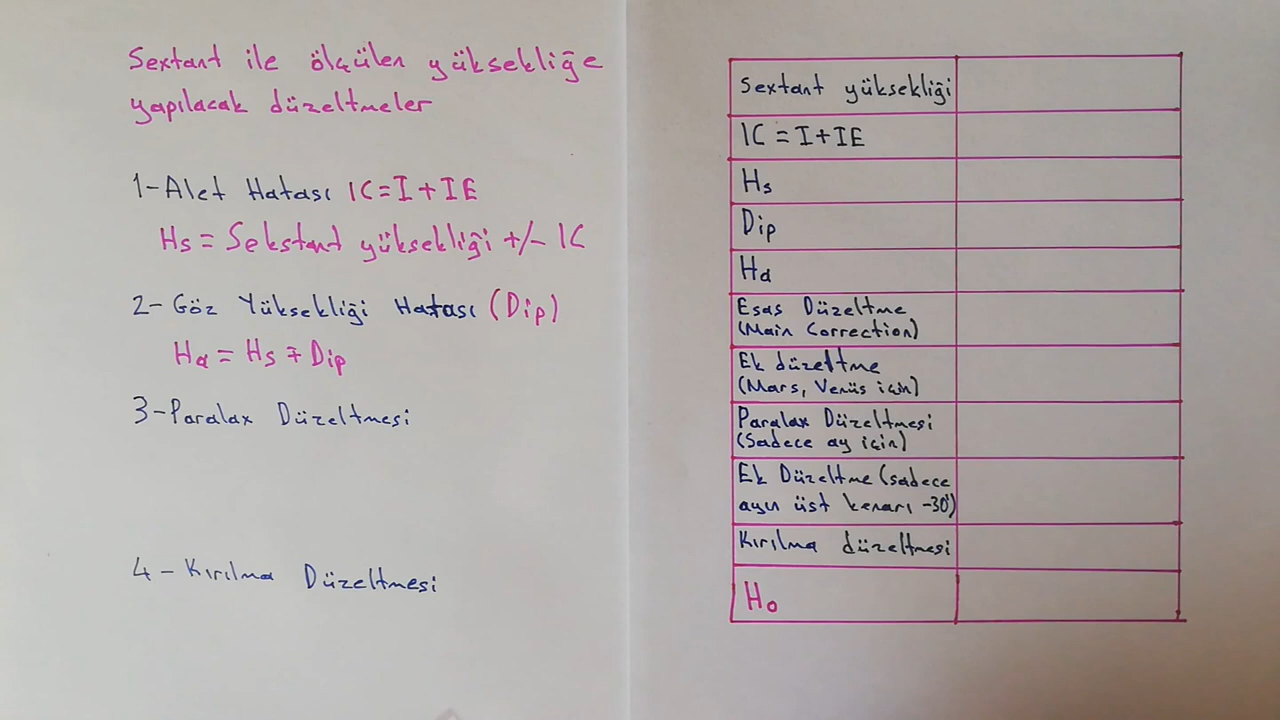 Sextant ile ölçülen yüksekliğe
yapılacak düzeltmeler
1-Alet Hatası IC=I+IE
Hs = Sekstant yüksekliği +/- IC
2- Göz Yüksekliği Hatası (Dip)
Ha = Hs ∓ Dip
3-Paralax Düzeltmesi
4- Kırılma Düzeltmesi
Sextant yüksekliği
IC = I+IE
Hs
Dip
Ha
Esas Düzeltme
(Main Correction)
Ek düzeltme
(Mars, Venüs için)
Paralax Düzeltmesi
(Sadece ay için)
Ek Düzeltme (sadece
ayın üst kenarı -30')
Kırılma düzeltmesi
Ho